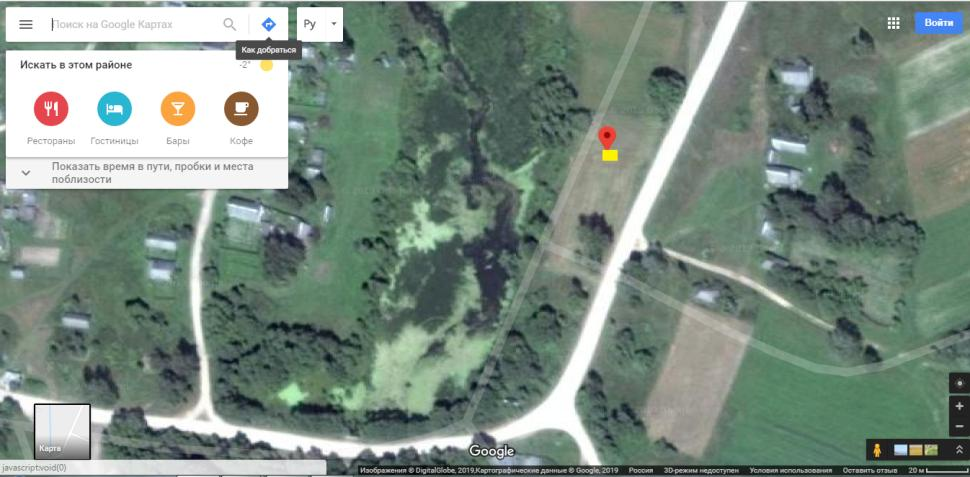 Поиск на Google Картах
Ру
Войти
Как добраться
Искать в этом районе
-2°
Рестораны
Гостиницы
Бары
Кофе
Показать время в пути, пробки и места
поблизости
Карта
Google
javascript:void(0)
Изображения © DigitalGlobe, 2019,Картографические данные © Google, 2019 Россия 3D-режим недоступен Условия использования Оставить отзыв 20 м